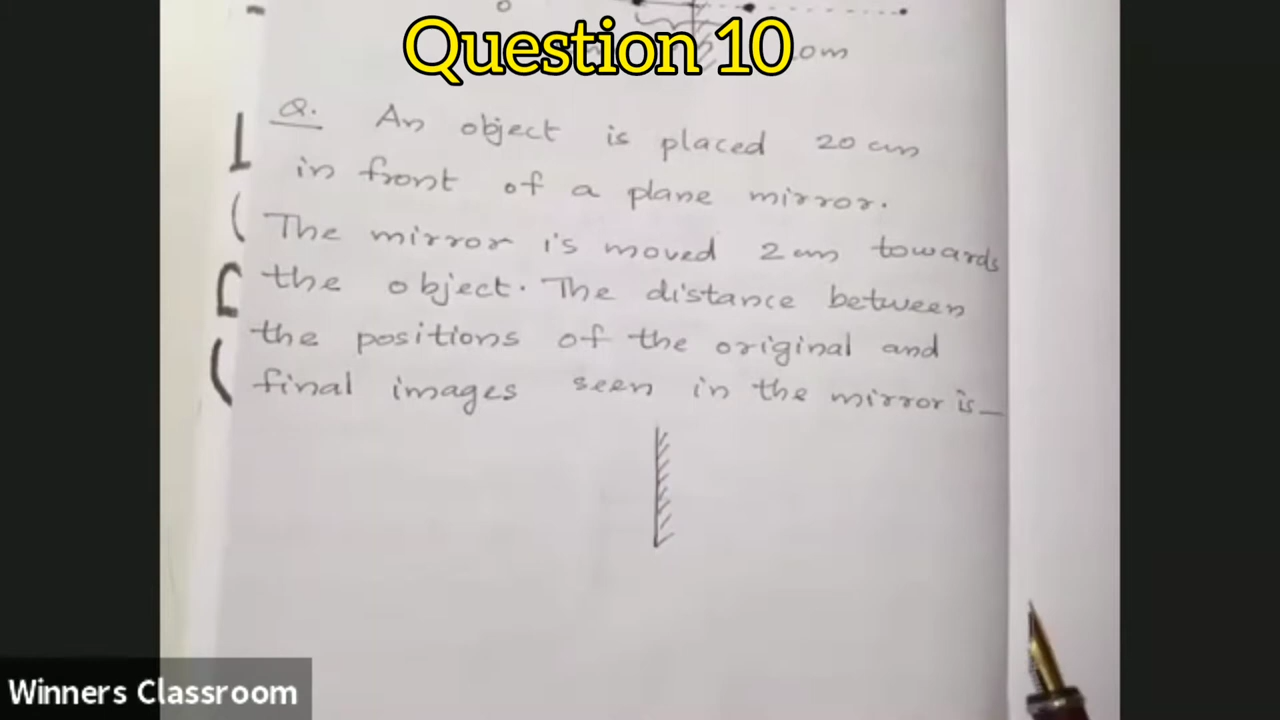 Question 10
0m
Q. An object is placed 20 cm
in front of a plane mirror.
The mirror is moved 2 cm towards
the object. The distance between
the positions of the original and
final images seen in the mirror is_
Winners Classroom